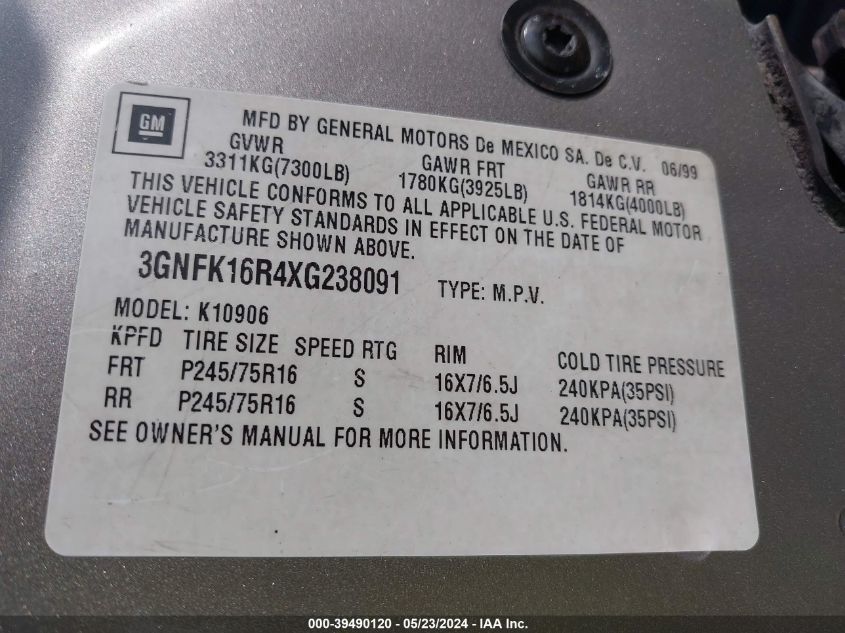 GM
MFD BY GENERAL MOTORS De MEXICO SA. De C.V. 06/99
GVWR GAWR FRT GAWR RR
3311KG(7300LB) 1780KG(3925LB) 1814KG(4000LB)
THIS VEHICLE CONFORMS TO ALL APPLICABLE U.S. FEDERAL MOTOR
VEHICLE SAFETY STANDARDS IN EFFECT ON THE DATE OF
MANUFACTURE SHOWN ABOVE.
3GNFK16R4XG238091 TYPE: M.P.V.
MODEL: K10906
KPFD TIRE SIZE SPEED RTG RIM COLD TIRE PRESSURE
FRT P245/75R16 S 16X7/6.5J 240KPA(35PSI)
RR P245/75R16 S 16X7/6.5J 240KPA(35PSI)
SEE OWNER'S MANUAL FOR MORE INFORMATION.
000-39490120 - 05/23/2024 - IAA Inc.